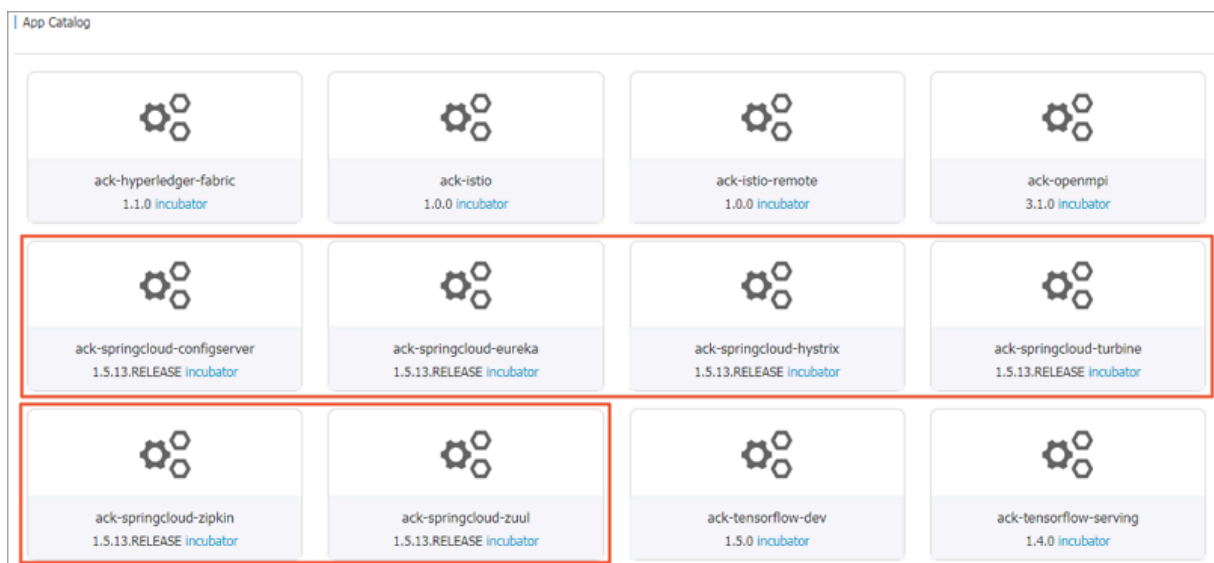 App Catalog
ack-hyperledger-fabric
1.1.0 incubator
ack-istio
1.0.0 incubator
ack-istio-remote
1.0.0 incubator
ack-openmpi
3.1.0 incubator
ack-springcloud-configserver
1.5.13.RELEASE incubator
ack-springcloud-eureka
1.5.13.RELEASE incubator
ack-springcloud-hystrix
1.5.13.RELEASE incubator
ack-springcloud-turbine
1.5.13.RELEASE incubator
ack-springcloud-zipkin
1.5.13.RELEASE incubator
ack-springcloud-zuul
1.5.13.RELEASE incubator
ack-tensorflow-dev
1.5.0 incubator
ack-tensorflow-serving
1.4.0 incubator